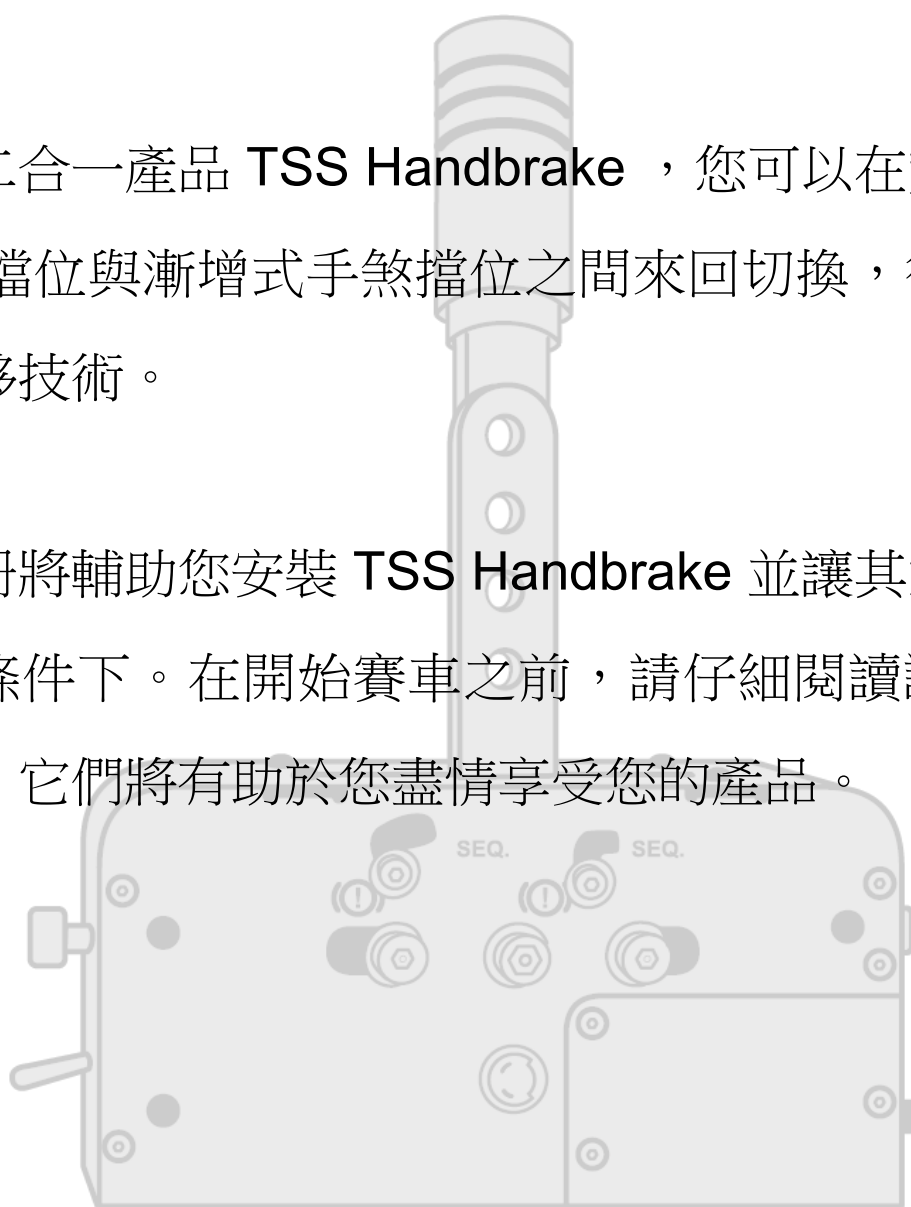 二合一產品 TSS Handbrake ，您可以在
擋位與漸增式手煞擋位之間來回切換，
移技術。
冊將輔助您安裝 TSS Handbrake 並讓其
條件下。在開始賽車之前，請仔細閱讀
它們將有助於您盡情享受您的產品。
SEQ. SEQ.